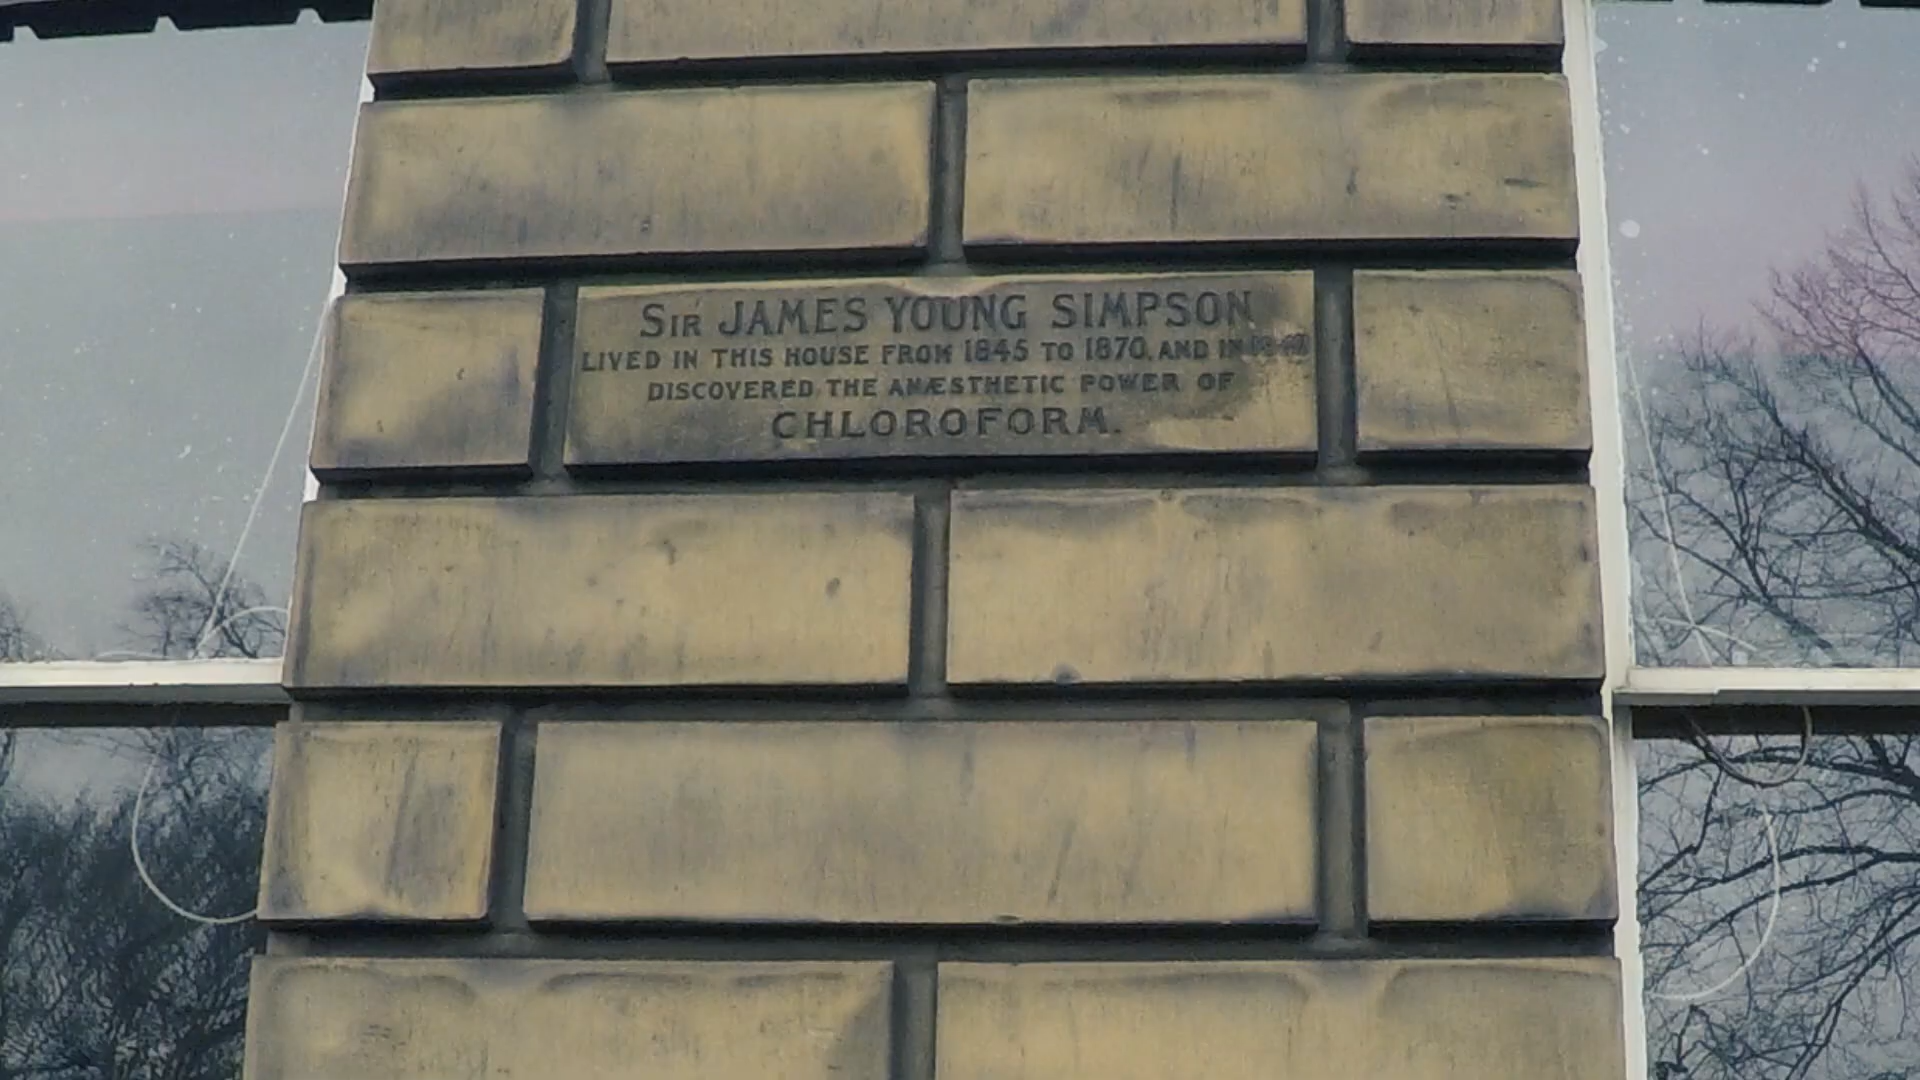 Sir JAMES YOUNG SIMPSON
LIVED IN THIS HOUSE FROM 1845 TO 1870, AND IN
DISCOVERED THE ANÆSTHETIC POWER OF
CHLOROFORM.